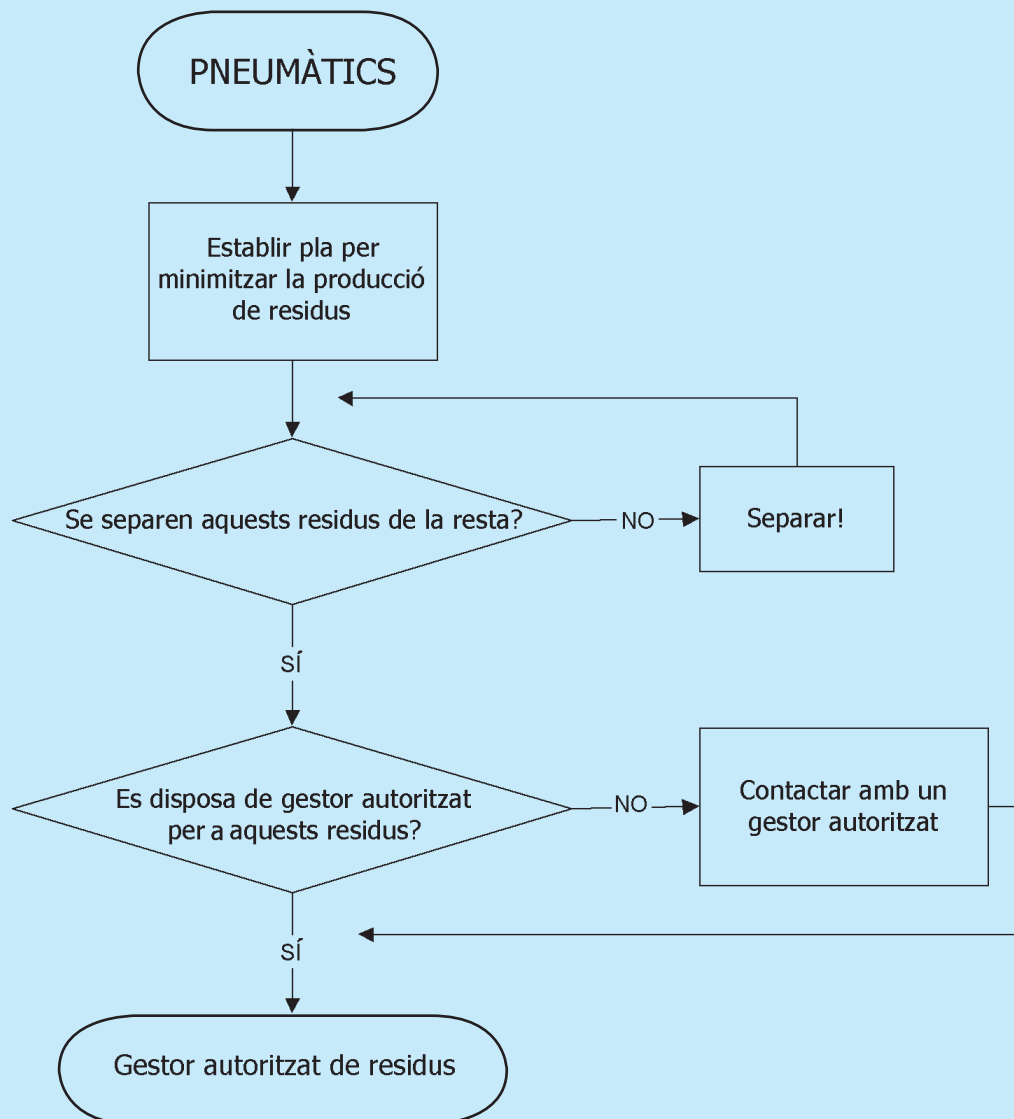 PNEUMÀTICS
Establir pla per
minimitzar la producció
de residus
Se separen aquests residus de la resta?
NO
Separar!
SÍ
Es disposa de gestor autoritzat
per a aquests residus?
NO
Contactar amb un
gestor autoritzat
SÍ
Gestor autoritzat de residus